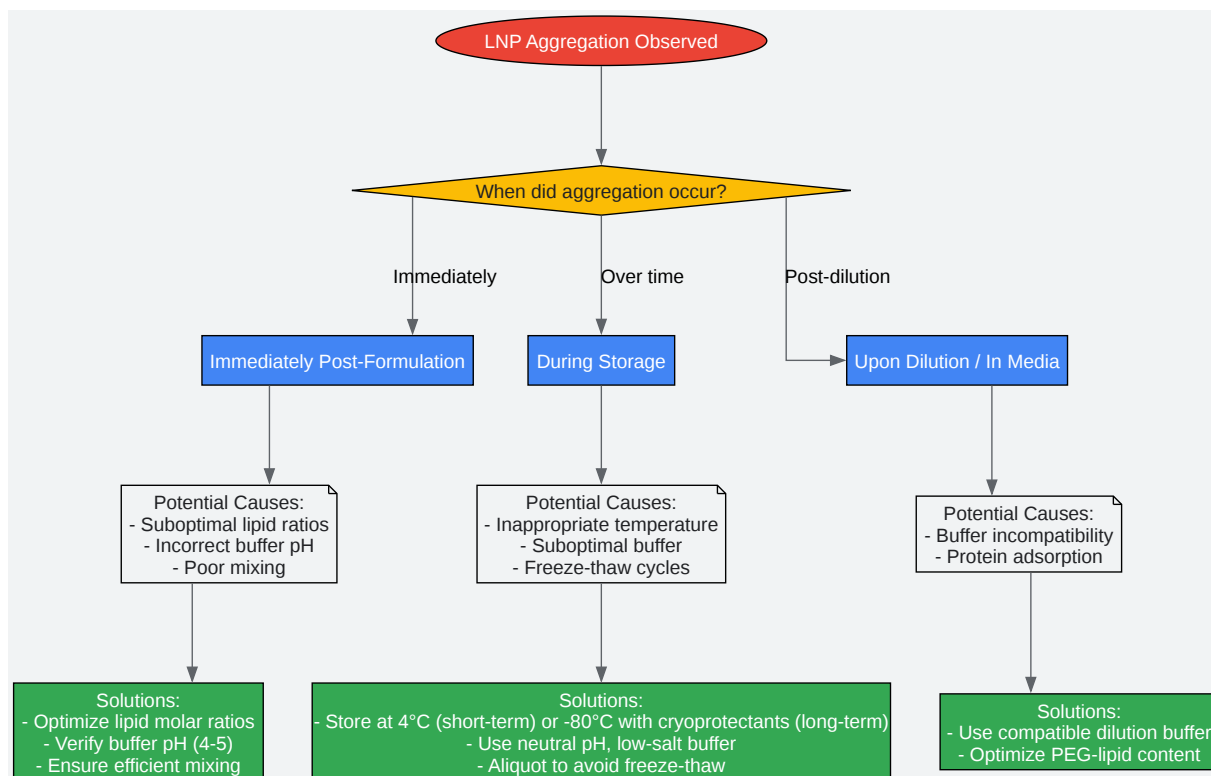 LNP Aggregation Observed
When did aggregation occur?
Immediately
Over time
Post-dilution
Immediately Post-Formulation
During Storage
Upon Dilution / In Media
Potential Causes:
- Suboptimal lipid ratios
- Incorrect buffer pH
- Poor mixing
Potential Causes:
- Inappropriate temperature
- Suboptimal buffer
- Freeze-thaw cycles
Potential Causes:
- Buffer incompatibility
- Protein adsorption
Solutions:
- Optimize lipid molar ratios
- Verify buffer pH (4-5)
- Ensure efficient mixing
Solutions:
- Store at 4°C (short-term) or -80°C with cryoprotectants (long-term)
- Use neutral pH, low-salt buffer
- Aliquot to avoid freeze-thaw
Solutions:
- Use compatible dilution buffer
- Optimize PEG-lipid content